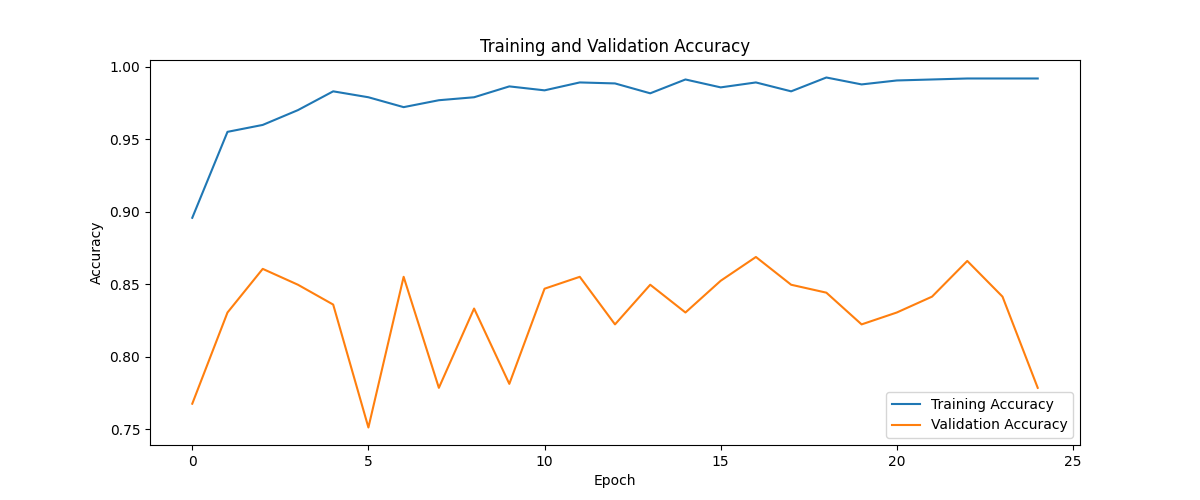 Training and Validation Accuracy
1.00
0.95
0.90
0.85
0.80
0.75
Accuracy
0 5 10 15 20 25
Epoch
Training Accuracy
Validation Accuracy